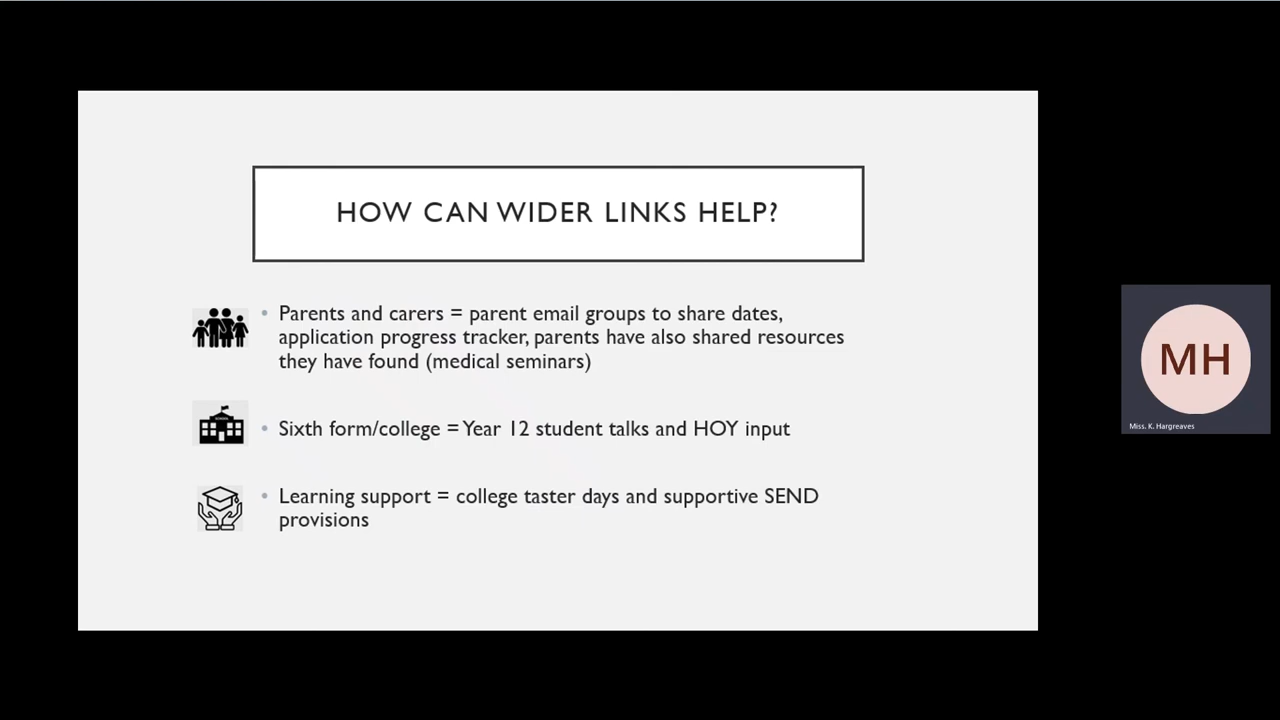 HOW CAN WIDER LINKS HELP?
• Parents and carers = parent email groups to share dates,
application progress tracker, parents have also shared resources
they have found (medical seminars)
• Sixth form/college = Year 12 student talks and HOY input
• Learning support = college taster days and supportive SEND
provisions
MH
Miss. K. Hargreaves